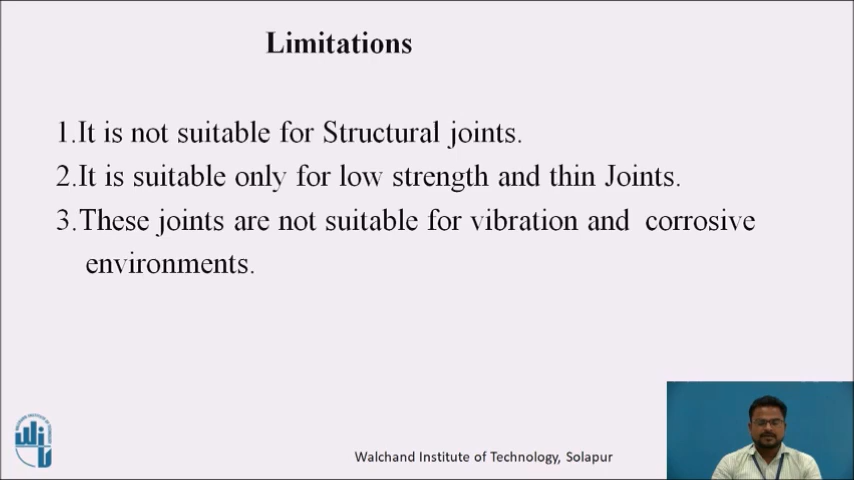 Limitations
1.It is not suitable for Structural joints.
2.It is suitable only for low strength and thin Joints.
3.These joints are not suitable for vibration and corrosive
environments.
Walchand Institute of Technology, Solapur